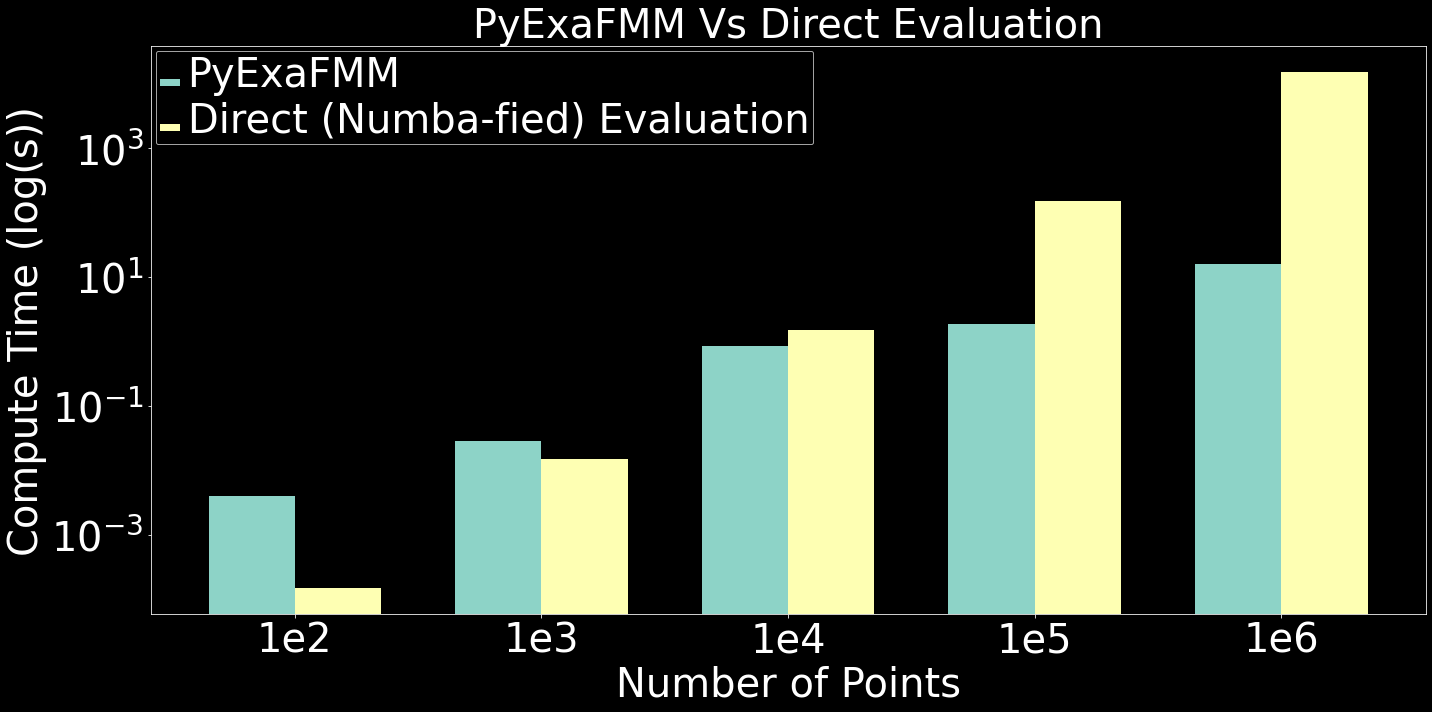 PyExaFMM Vs Direct Evaluation
PyExaFMM
Direct (Numba-fied) Evaluation
Compute Time (log(s))
10³
10¹
10⁻¹
10⁻³
1e2 1e3 1e4 1e5 1e6
Number of Points